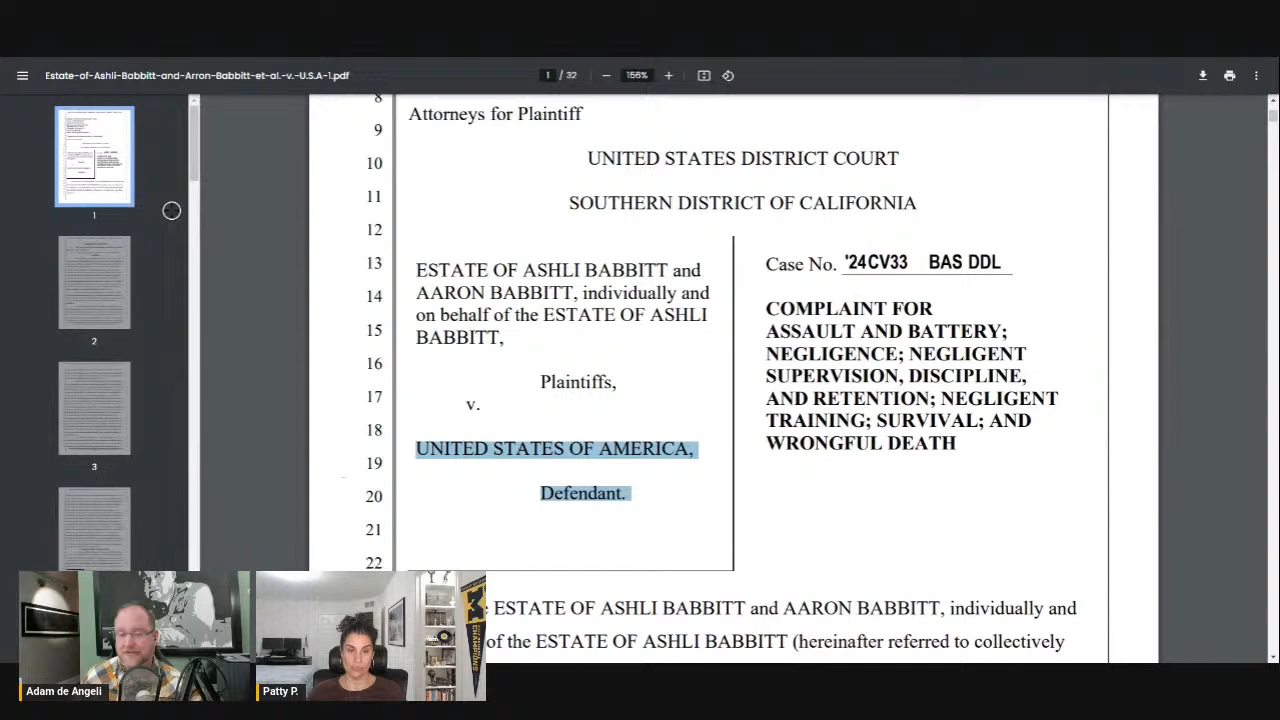 Estate-of-Ashli-Babbitt-and-Arron-Babbitt-et-al.-v.-U.S.A-1.pdf
1 / 32
156%
8
Attorneys for Plaintiff
9
UNITED STATES DISTRICT COURT
10
SOUTHERN DISTRICT OF CALIFORNIA
11
12
ESTATE OF ASHLI BABBITT and
AARON BABBITT, individually and
on behalf of the ESTATE OF ASHLI
BABBITT,
Plaintiffs,
v.
UNITED STATES OF AMERICA,
Defendant.
13
14
15
16
17
18
19
20
21
22
Case No. '24CV33 BAS DDL
COMPLAINT FOR
ASSAULT AND BATTERY;
NEGLIGENCE; NEGLIGENT
SUPERVISION, DISCIPLINE,
AND RETENTION; NEGLIGENT
TRAINING; SURVIVAL; AND
WRONGFUL DEATH
ESTATE OF ASHLI BABBITT and AARON BABBITT, individually and
of the ESTATE OF ASHLI BABBITT (hereinafter referred to collectively
1
2
3
M
CHAMPIONS
Adam de Angeli
Patty P.